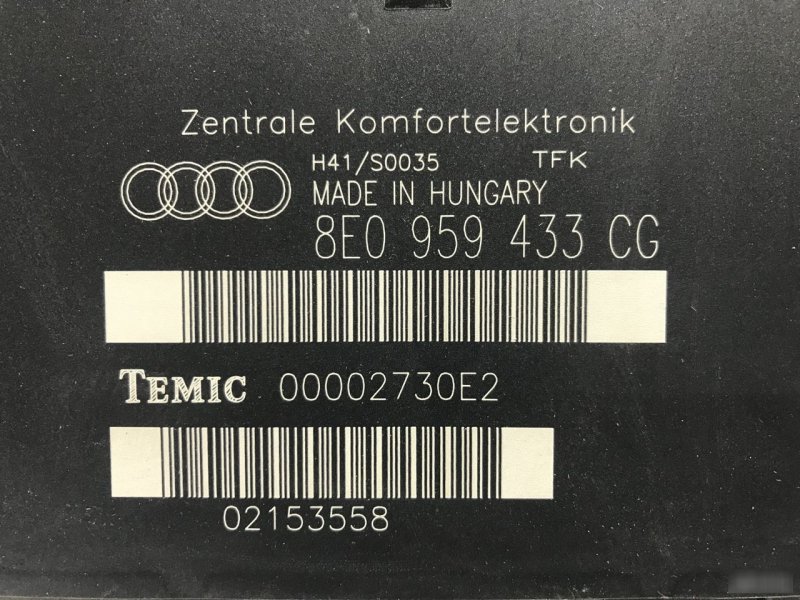 Zentrale Komfortelektronik
H41/S0035 TFK
MADE IN HUNGARY
8E0 959 433 CG
TEMIC 00002730E2
02153558